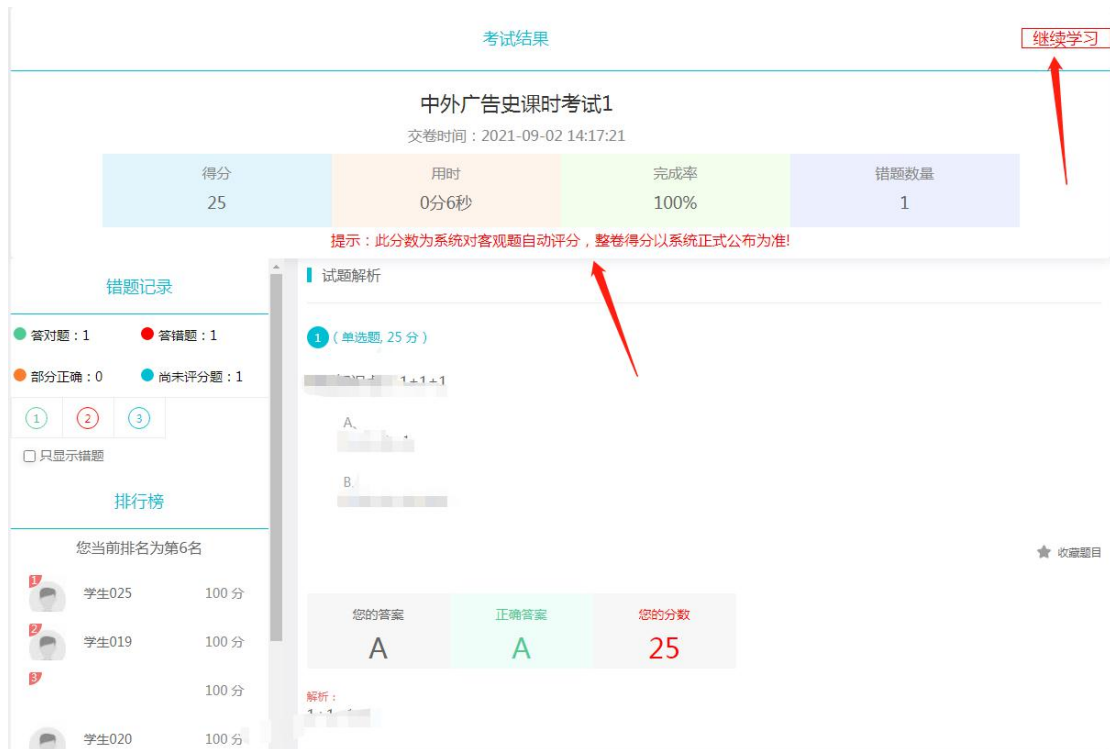 考试结果
继续学习
中外广告史课时考试1
交卷时间：2021-09-02 14:17:21
得分 用时 完成率 错题数量
25 0分6秒 100% 1
提示：此分数为系统对客观题自动评分，整卷得分以系统正式公布为准!
错题记录
答对题：1 答错题：1
部分正确：0 尚未评分题：1
1 2 3
只显示错题
排行榜
您当前排名为第6名
1 学生025 100 分
2 学生019 100 分
3 100 分
学生020 100 分
试题解析
1 ( 单选题, 25 分 )
1+1+1
A、
B、
收藏题目
您的答案 正确答案 您的分数
A A 25
解析：